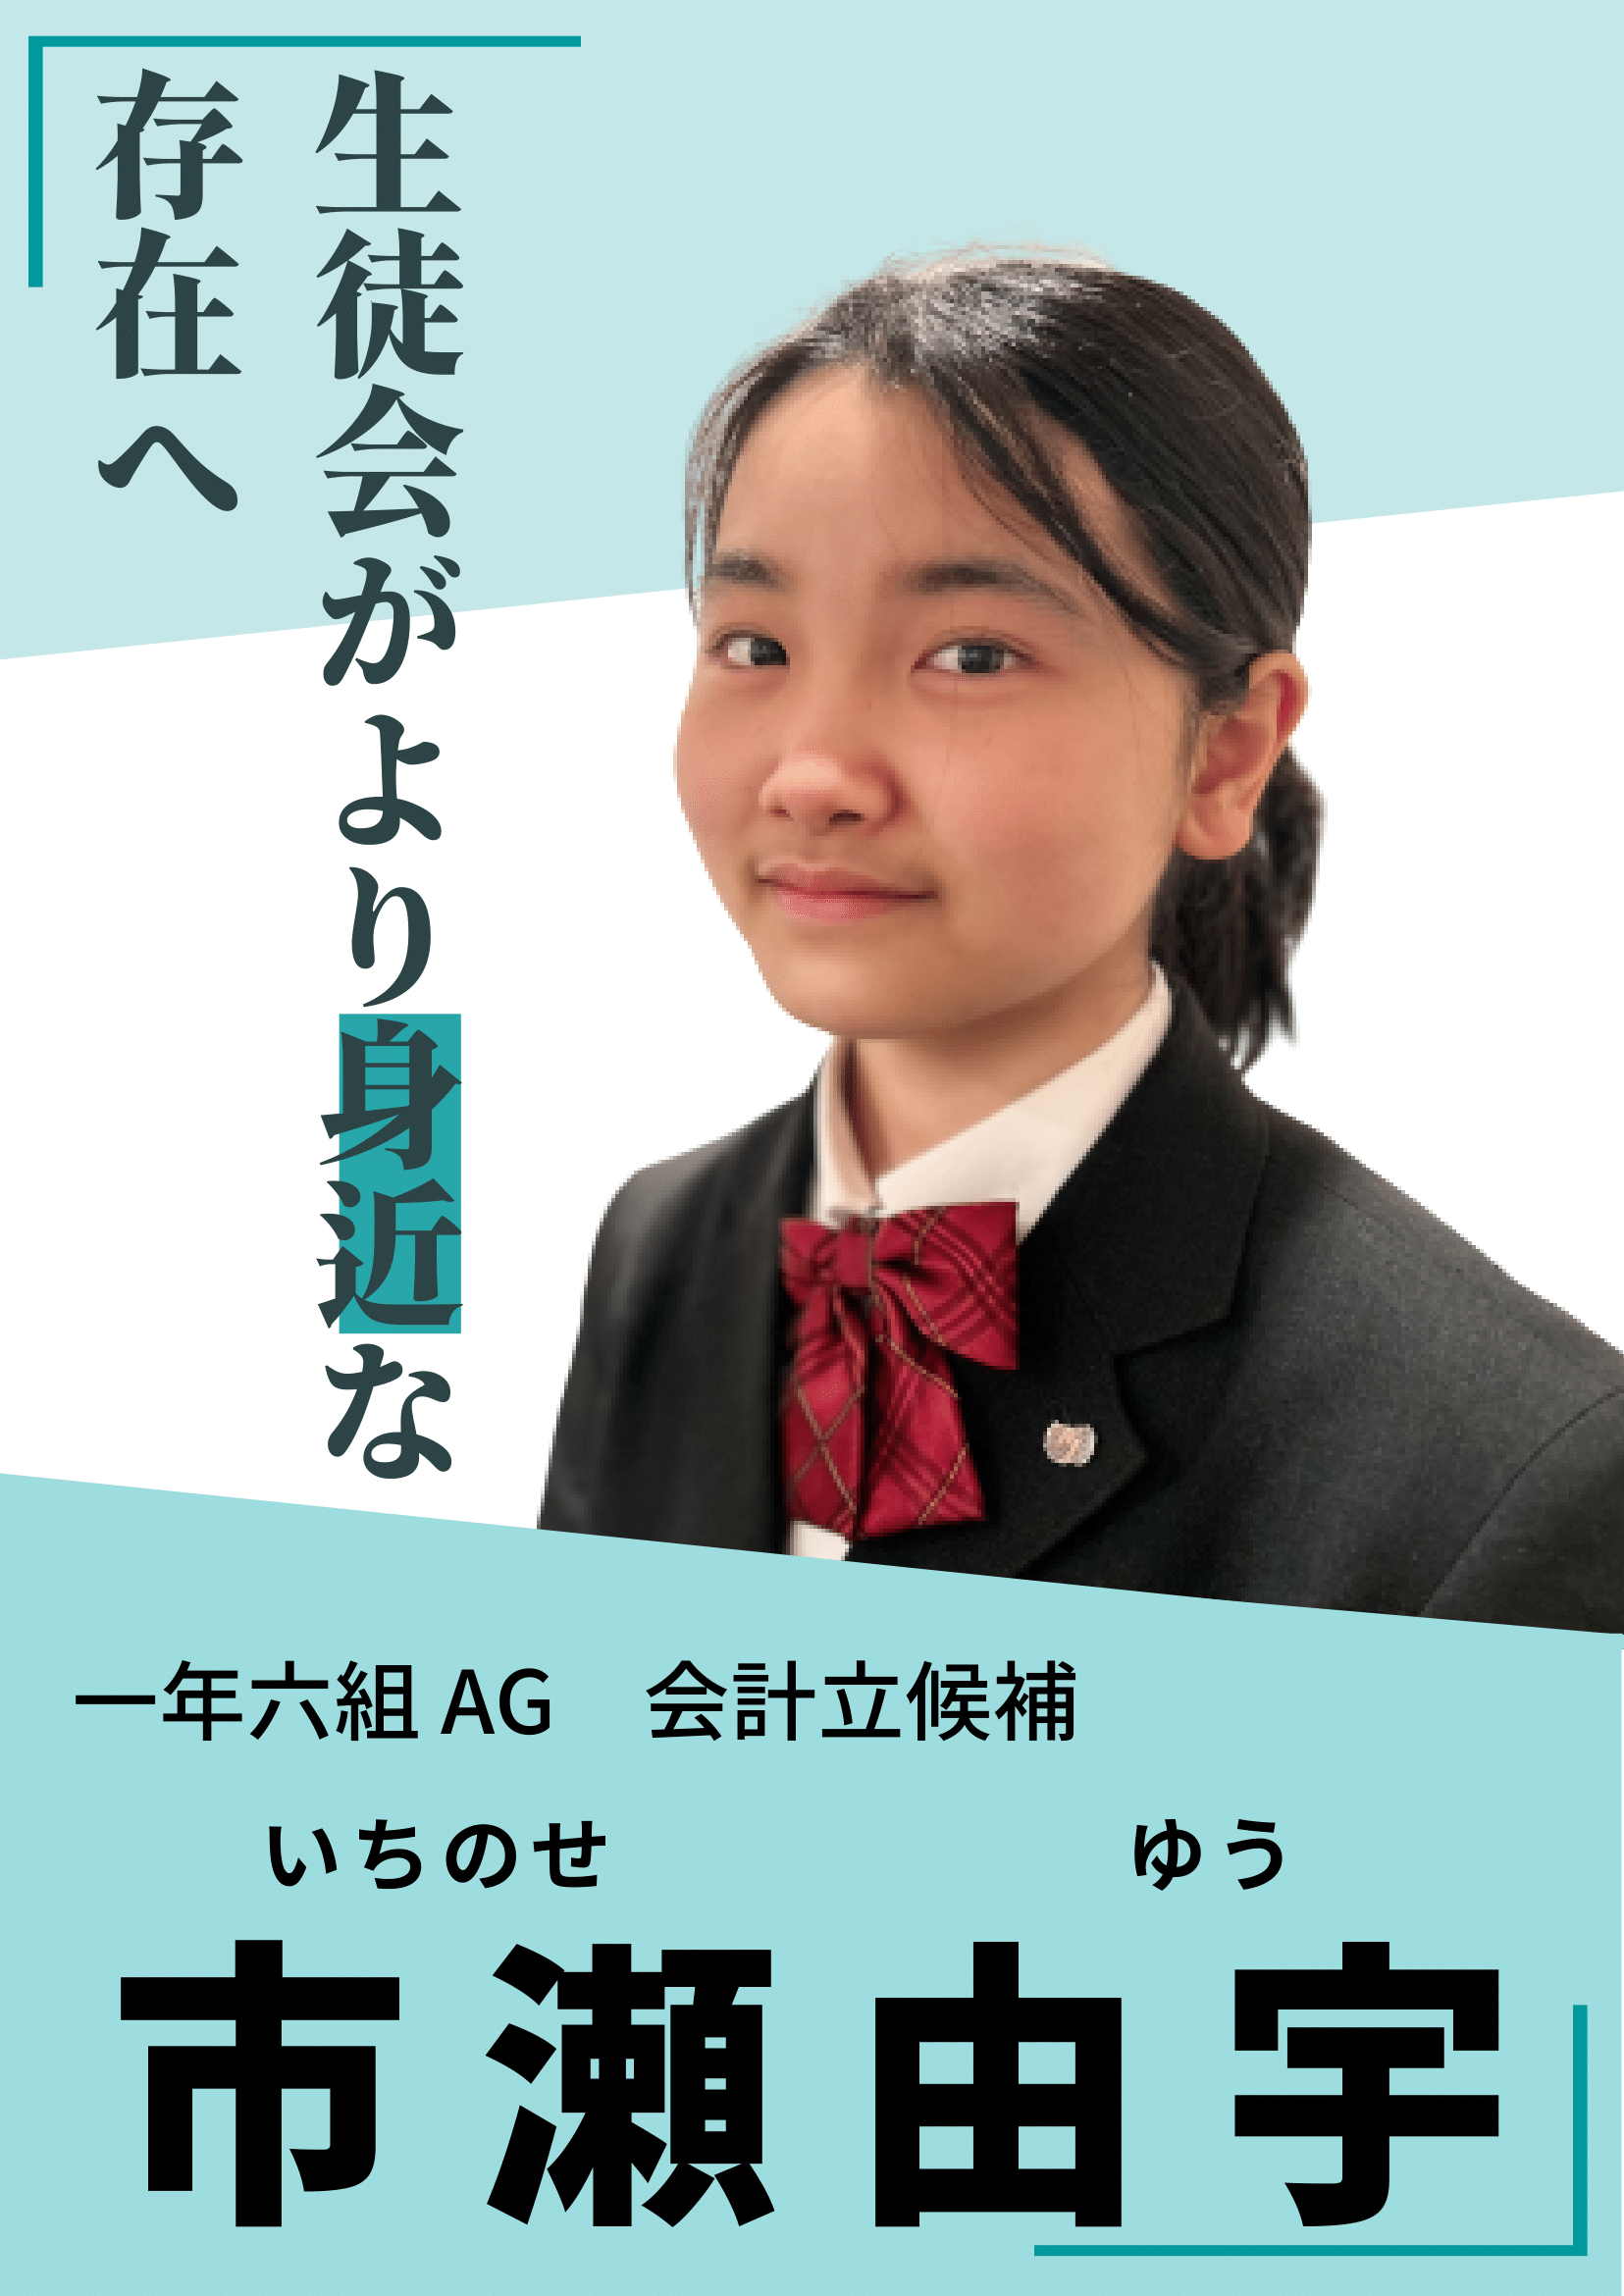 生徒会がより身近な
存在へ
一年六組 AG　会計立候補
いちのせ　ゆう
市瀬由宇